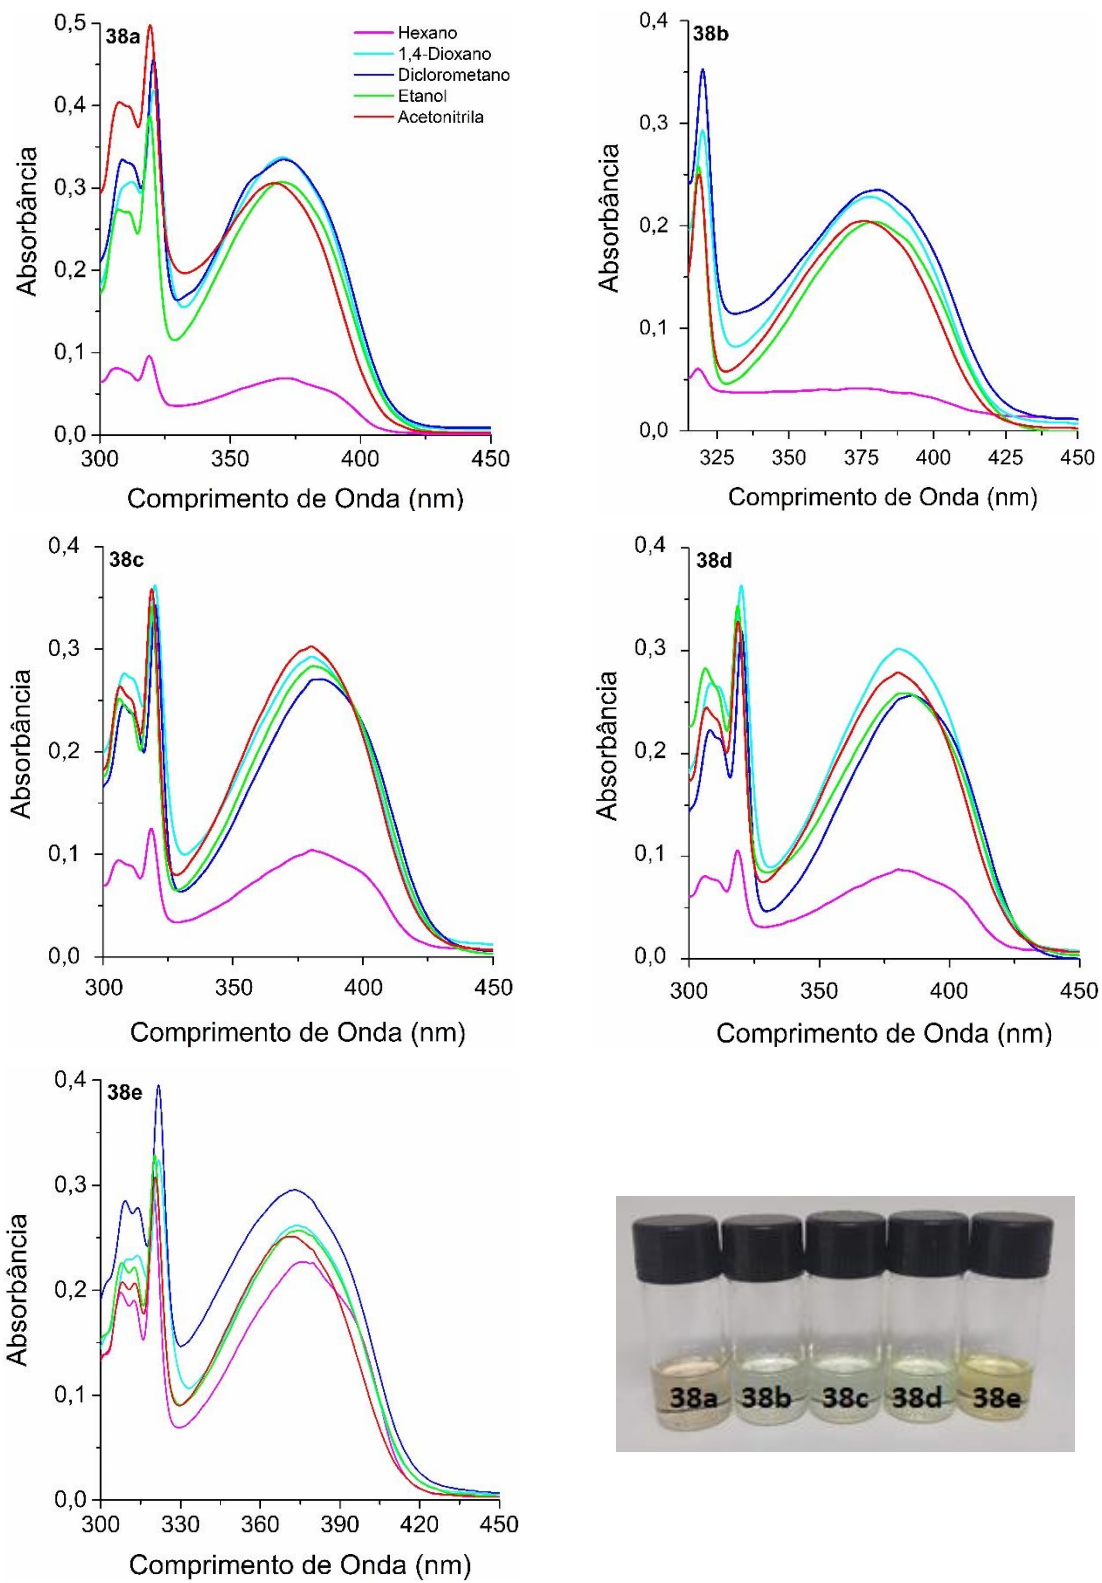 38a
Hexano
1,4-Dioxano
Diclorometano
Etanol
Acetonitrila
0,5
0,4
0,3
0,2
0,1
0,0
300
350
400
450
Absorbância
Comprimento de Onda (nm)
38b
0,4
0,3
0,2
0,1
0,0
325
350
375
400
425
450
Absorbância
Comprimento de Onda (nm)
38c
0,4
0,3
0,2
0,1
0,0
300
350
400
450
Absorbância
Comprimento de Onda (nm)
38d
0,4
0,3
0,2
0,1
0,0
300
350
400
450
Absorbância
Comprimento de Onda (nm)
38e
0,4
0,3
0,2
0,1
0,0
300
330
360
390
420
450
Absorbância
Comprimento de Onda (nm)
38a 38b 38c 38d 38e